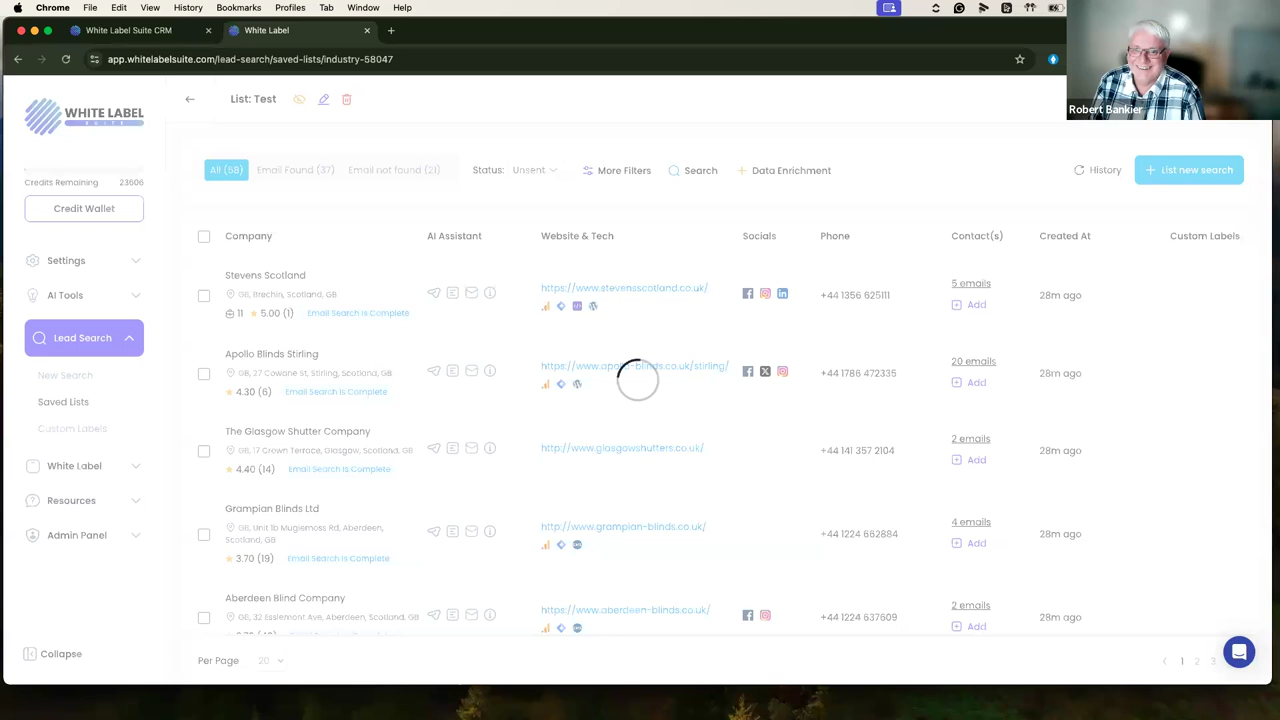 Chrome File Edit View History Bookmarks Profiles Tab Window Help
White Label Suite CRM
White Label
app.whitelabelsuite.com/lead-search/saved-lists/industry-58047
Robert Bankier
WHITE LABEL
SUITE
List: Test
Credits Remaining 23606
Credit Wallet
Settings
AI Tools
Lead Search
New Search
Saved Lists
Custom Labels
White Label
Resources
Admin Panel
Collapse
All (58) Email Found (37) Email not found (21) Status: Unsent More Filters Search Data Enrichment History List new search
Company AI Assistant Website & Tech Socials Phone Contact(s) Created At Custom Labels
Stevens Scotland
GB, Brechin, Scotland, GB
11 5.00 (1) Email Search Is Complete
https://www.stevensscotland.co.uk/
+44 1356 625111
5 emails
Add
28m ago
Apollo Blinds Stirling
GB, 27 Cowane St, Stirling, Scotland, GB
4.30 (6) Email Search Is Complete
https://www.apollo-blinds.co.uk/stirling/
+44 1786 472335
20 emails
Add
28m ago
The Glasgow Shutter Company
GB, 17 Crown Terrace, Glasgow, Scotland, GB
4.40 (14) Email Search Is Complete
http://www.glasgowshutters.co.uk/
+44 141 357 2104
2 emails
Add
28m ago
Grampian Blinds Ltd
GB, Unit 1b Mugiemoss Rd, Aberdeen,
Scotland, GB
3.70 (19) Email Search Is Complete
http://www.grampian-blinds.co.uk/
+44 1224 662884
4 emails
Add
28m ago
Aberdeen Blind Company
GB, 32 Esslemont Ave, Aberdeen, Scotland, GB
https://www.aberdeen-blinds.co.uk/
+44 1224 637609
2 emails
Add
28m ago
Per Page 20
1 2 3